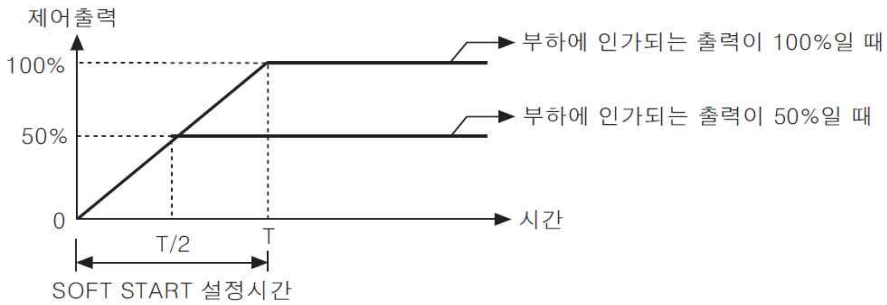 제어출력
100%
부하에 인가되는 출력이 100%일 때
50%
부하에 인가되는 출력이 50%일 때
0
시간
T/2
T
SOFT START 설정시간